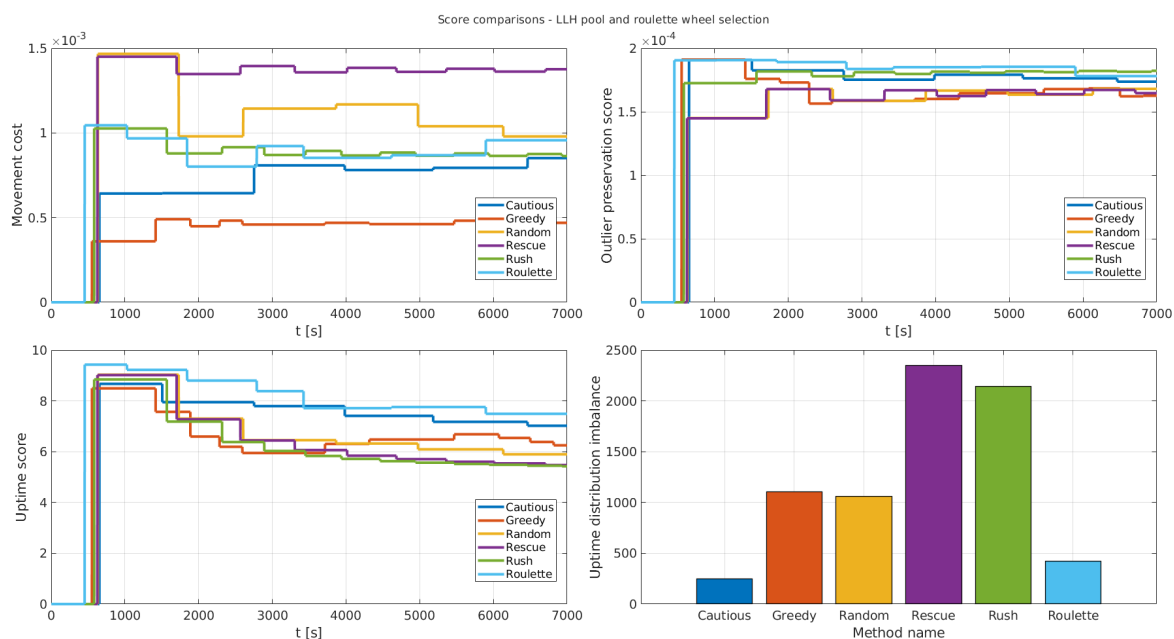 Score comparisons - LLH pool and roulette wheel selection
×10⁻³
1.5
1
0.5
0
Movement cost
0 1000 2000 3000 4000 5000 6000 7000
t [s]
Cautious
Greedy
Random
Rescue
Rush
Roulette
2 ×10⁻⁴
1.5
1
0.5
0
Outlier preservation score
0 1000 2000 3000 4000 5000 6000 7000
t [s]
Cautious
Greedy
Random
Rescue
Rush
Roulette
10
8
6
4
2
0
Uptime score
0 1000 2000 3000 4000 5000 6000 7000
t [s]
Cautious
Greedy
Random
Rescue
Rush
Roulette
2500
2000
1500
1000
500
0
Uptime distribution imbalance
Cautious Greedy Random Rescue Rush Roulette
Method name